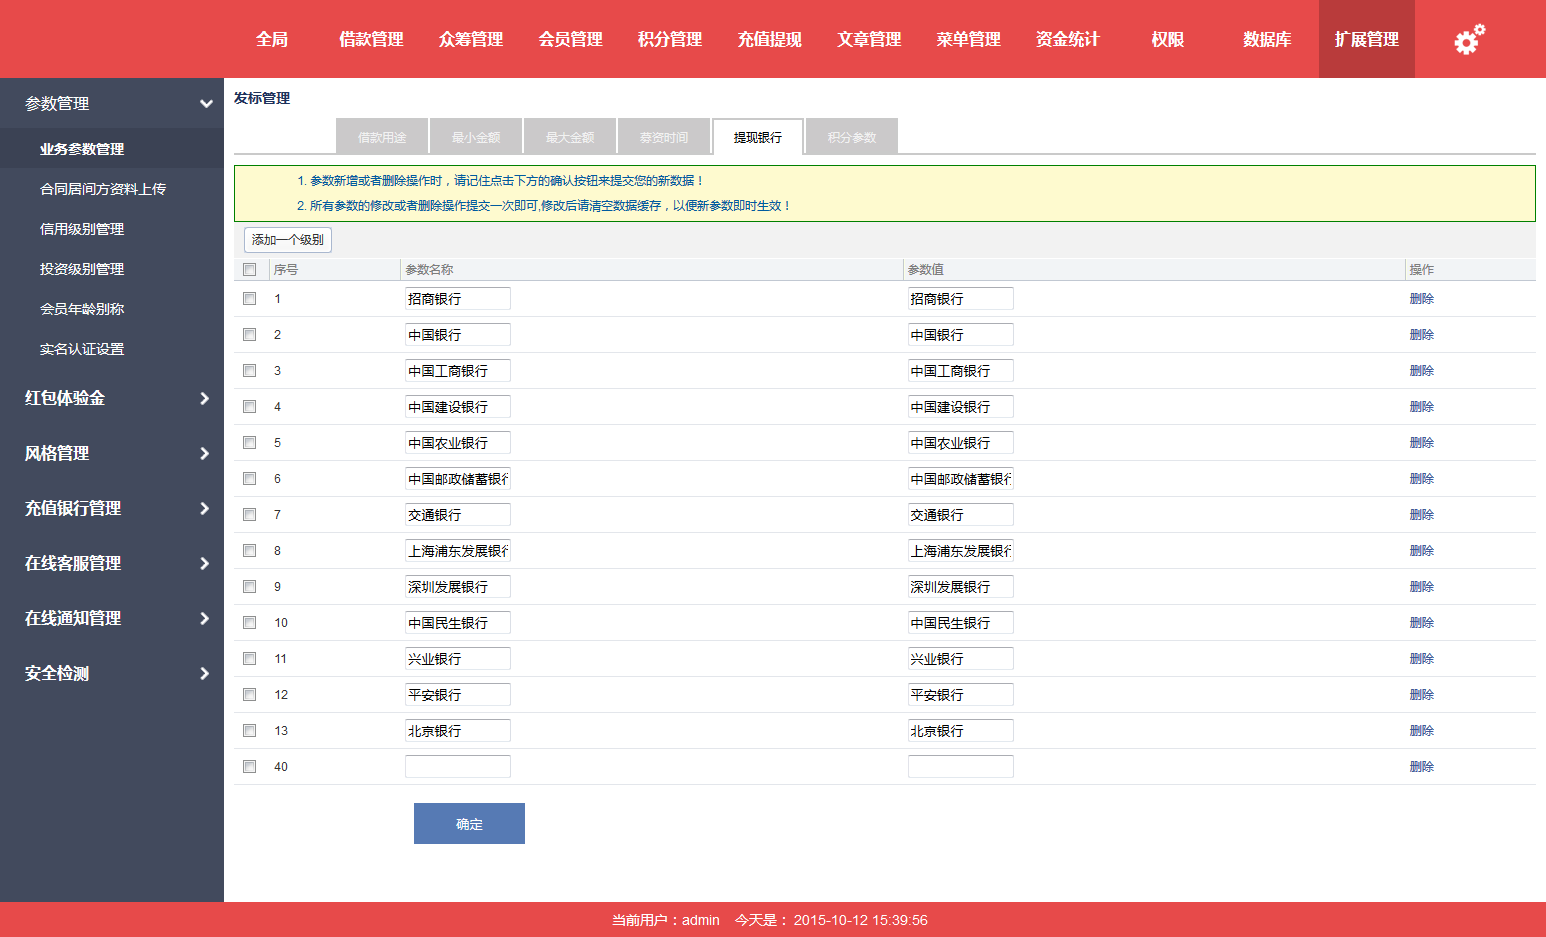 全局 借款管理 众筹管理 会员管理 积分管理 充值提现 文章管理 菜单管理 资金统计 权限 数据库 扩展管理
参数管理
业务参数管理
合同居间方资料上传
信用级别管理
投资级别管理
会员年龄别称
实名认证设置
红包体验金
风格管理
充值银行管理
在线客服管理
在线通知管理
安全检测
发标管理
借款用途 最小金额 最大金额 募资时间 提现银行 积分参数
1. 参数新增或者删除操作时，请记住点击下方的确认按钮来提交您的新数据！
2. 所有参数的修改或者删除操作提交一次即可,修改后请清空数据缓存，以便新参数即时生效！
添加一个级别
序号 参数名称 参数值 操作
1 招商银行 招商银行 删除
2 中国银行 中国银行 删除
3 中国工商银行 中国工商银行 删除
4 中国建设银行 中国建设银行 删除
5 中国农业银行 中国农业银行 删除
6 中国邮政储蓄银行 中国邮政储蓄银行 删除
7 交通银行 交通银行 删除
8 上海浦东发展银行 上海浦东发展银行 删除
9 深圳发展银行 深圳发展银行 删除
10 中国民生银行 中国民生银行 删除
11 兴业银行 兴业银行 删除
12 平安银行 平安银行 删除
13 北京银行 北京银行 删除
40 删除
确定
当前用户：admin 今天是： 2015-10-12 15:39:56